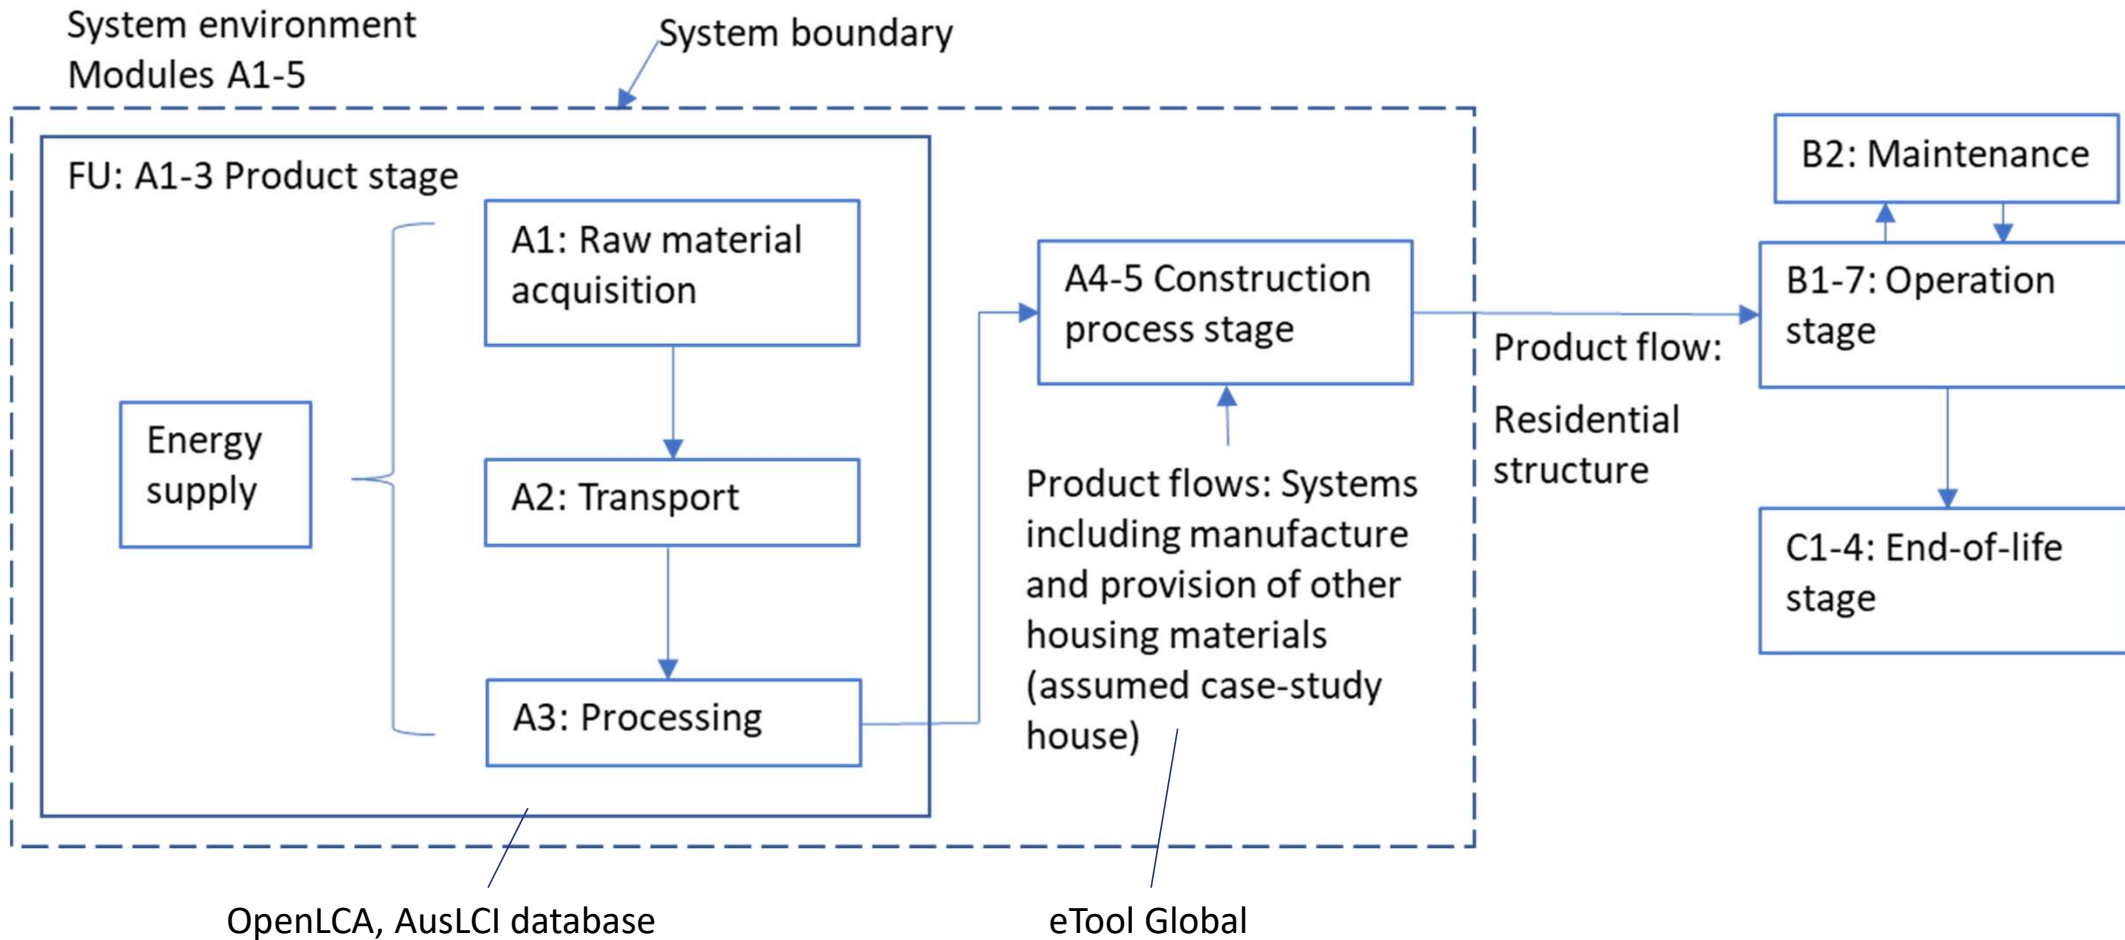 System environment
Modules A1-5
System boundary
FU: A1-3 Product stage
A1: Raw material
acquisition
Energy
supply
A2: Transport
A3: Processing
A4-5 Construction
process stage
Product flows: Systems
including manufacture
and provision of other
housing materials
(assumed case-study
house)
Product flow:
Residential
structure
B2: Maintenance
B1-7: Operation
stage
C1-4: End-of-life
stage
OpenLCA, AusLCI database
eTool Global